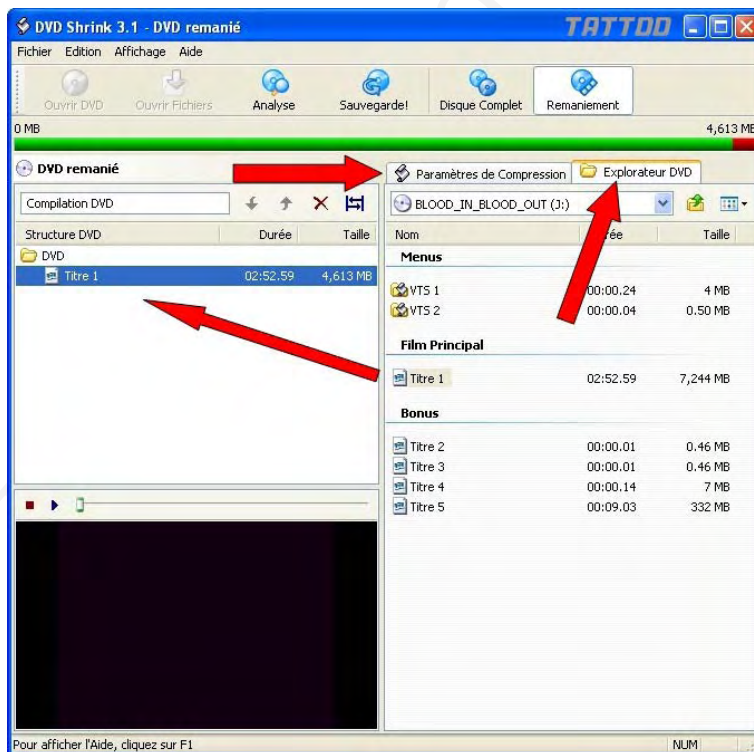 DVD Shrink 3.1 - DVD remanié TATTOO
Fichier Edition Affichage Aide
Ouvrir DVD Ouvrir Fichiers Analyse Sauvegarde! Disque Complet Remaniement
0 MB 4,613 MB
DVD remanié
Paramètres de Compression Explorateur DVD
Compilation DVD
BLOOD_IN_BLOOD_OUT (J:)
Structure DVD Durée Taille
Nom Taille
DVD
Titre 1 02:52.59 4,613 MB
Menus
VTS 1 00:00.24 4 MB
VTS 2 00:00.04 0.50 MB
Film Principal
Titre 1 02:52.59 7,244 MB
Bonus
Titre 2 00:00.01 0.46 MB
Titre 3 00:00.01 0.46 MB
Titre 4 00:00.14 7 MB
Titre 5 00:09.03 332 MB
Pour afficher l'Aide, cliquez sur F1 NUM